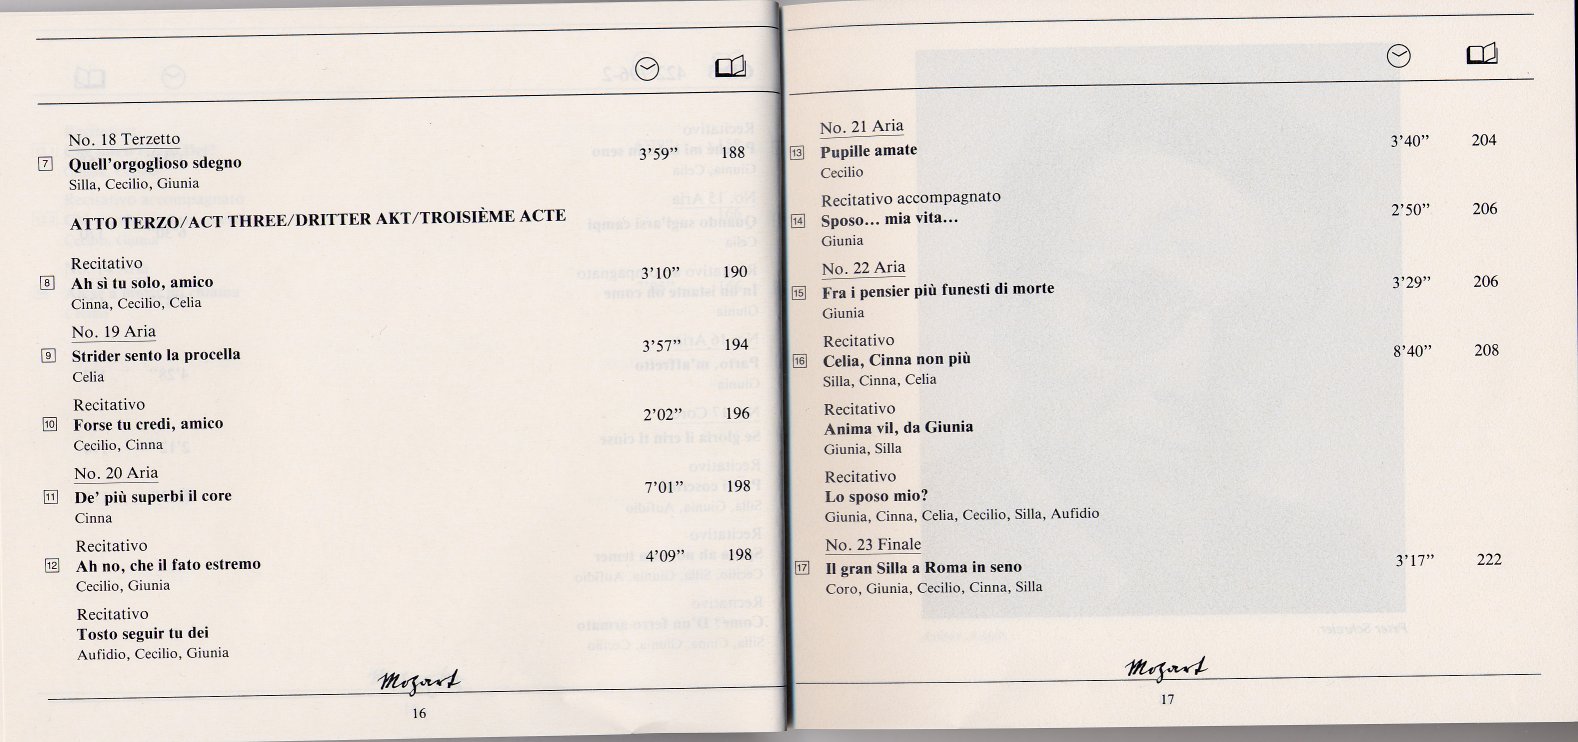 No. 18 Terzetto
7 Quell'orgoglioso sdegno 3'59" 188
Silla, Cecilio, Giunia
ATTO TERZO/ACT THREE/DRITTER AKT/TROISIÈME ACTE
Recitativo
8 Ah sì tu solo, amico 3'10" 190
Cinna, Cecilio, Celia
No. 19 Aria
9 Strider sento la procella 3'57" 194
Celia
Recitativo
10 Forse tu credi, amico 2'02" 196
Cecilio, Cinna
No. 20 Aria
11 De' più superbi il core 7'01" 198
Cinna
Recitativo
12 Ah no, che il fato estremo 4'09" 198
Cecilio, Giunia
Recitativo
Tosto seguir tu dei
Aufidio, Cecilio, Giunia
Mozart
16
No. 21 Aria
13 Pupille amate 3'40" 204
Cecilio
Recitativo accompagnato
14 Sposo... mia vita... 2'50" 206
Giunia
No. 22 Aria
15 Fra i pensier più funesti di morte 3'29" 206
Giunia
Recitativo
16 Celia, Cinna non più 8'40" 208
Silla, Cinna, Celia
Recitativo
Anima vil, da Giunia
Giunia, Silla
Recitativo
Lo sposo mio?
Giunia, Cinna, Celia, Cecilio, Silla, Aufidio
No. 23 Finale
17 Il gran Silla a Roma in seno 3'17" 222
Coro, Giunia, Cecilio, Cinna, Silla
Mozart
17